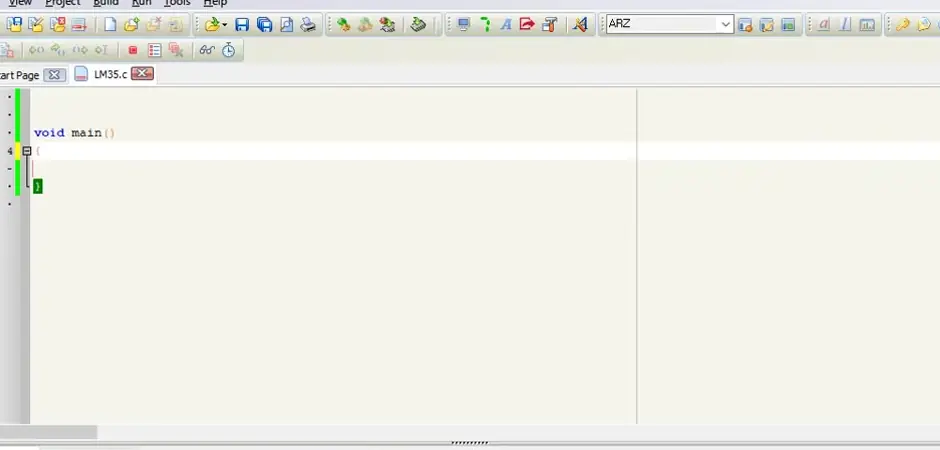 View Project Build Run Tools Help
ARZ
art Page LM35.c
void main()
4 {
}